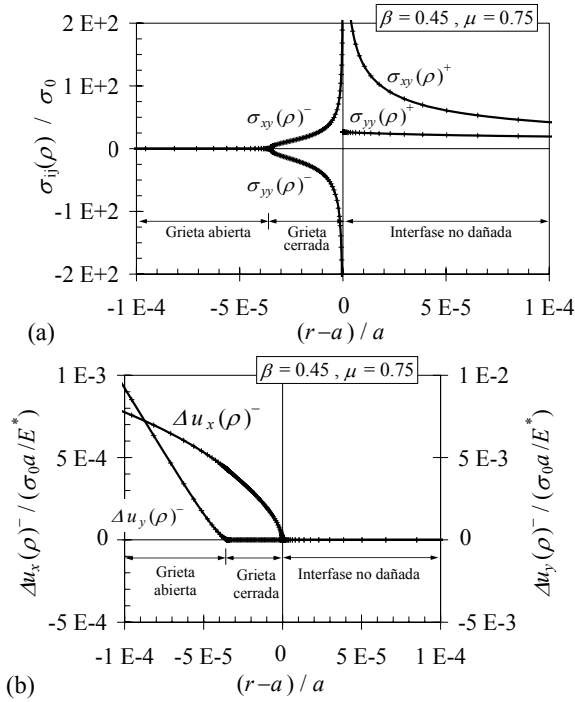 β = 0.45 , μ = 0.75
2 E+2
1 E+2
0
-1 E+2
-2 E+2
σij(ρ) / σ0
σxy(ρ)⁻
σyy(ρ)⁻
σxy(ρ)⁺
σyy(ρ)⁺
Grieta abierta
Grieta cerrada
Interfase no dañada
-1 E-4 -5 E-5 0 5 E-5 1 E-4
(a)
(r−a) / a
β = 0.45 , μ = 0.75
1 E-3
5 E-4
0
-5 E-4
Δux(ρ)⁻ / (σ0a/E*)
Δux(ρ)⁻
Δuy(ρ)⁻
Grieta abierta
Grieta cerrada
Interfase no dañada
1 E-2
5 E-3
0
-5 E-3
Δuy(ρ)⁻ / (σ0a/E*)
-1 E-4 -5 E-5 0 5 E-5 1 E-4
(b)
(r−a) / a